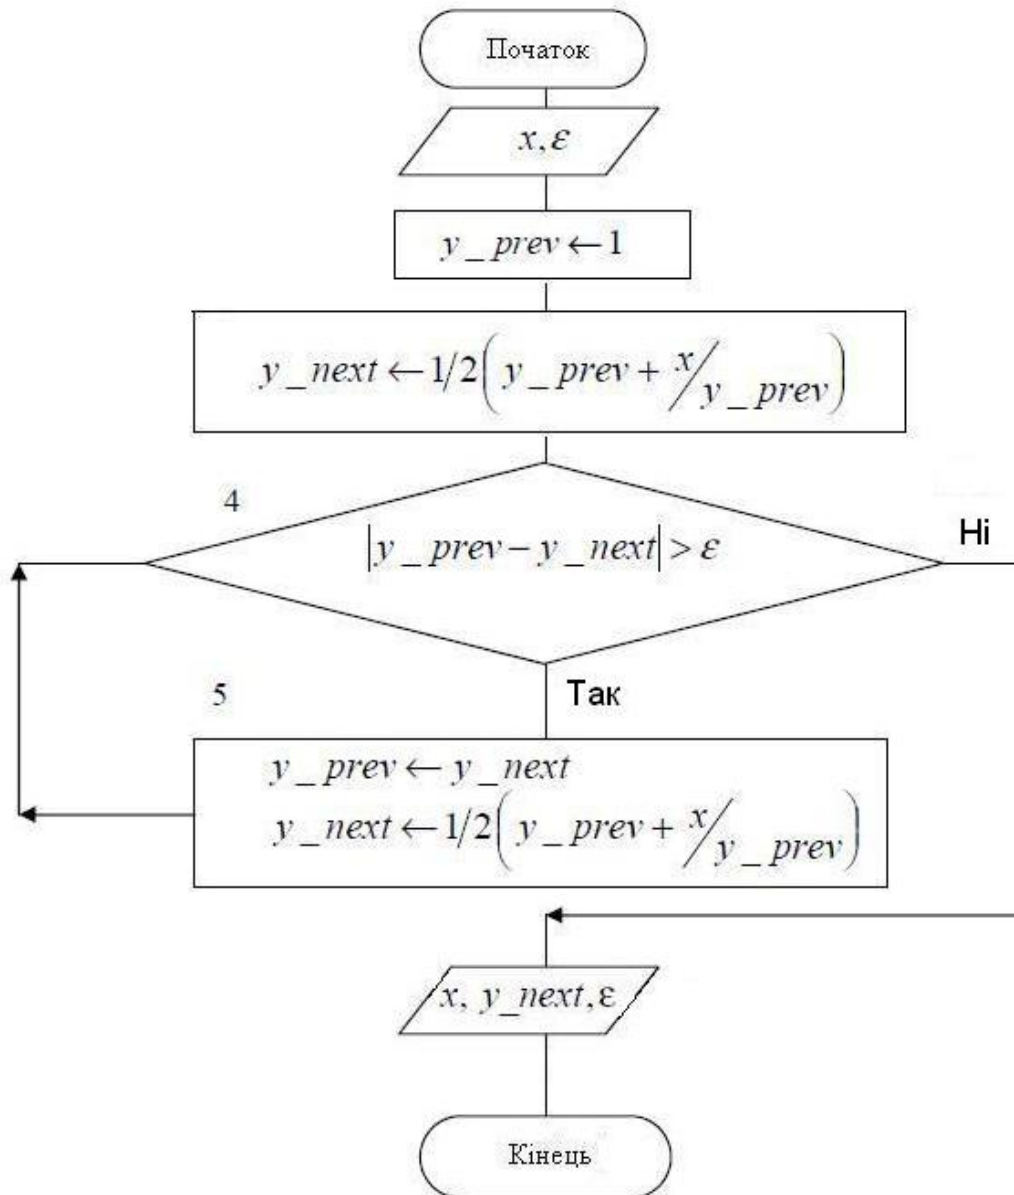 Початок
x, ε
y_prev ← 1
y_next ← 1/2(y_prev + x/y_prev)
4
|y_prev − y_next| > ε
Ні
5
Так
y_prev ← y_next
y_next ← 1/2(y_prev + x/y_prev)
x, y_next, ε
Кінець